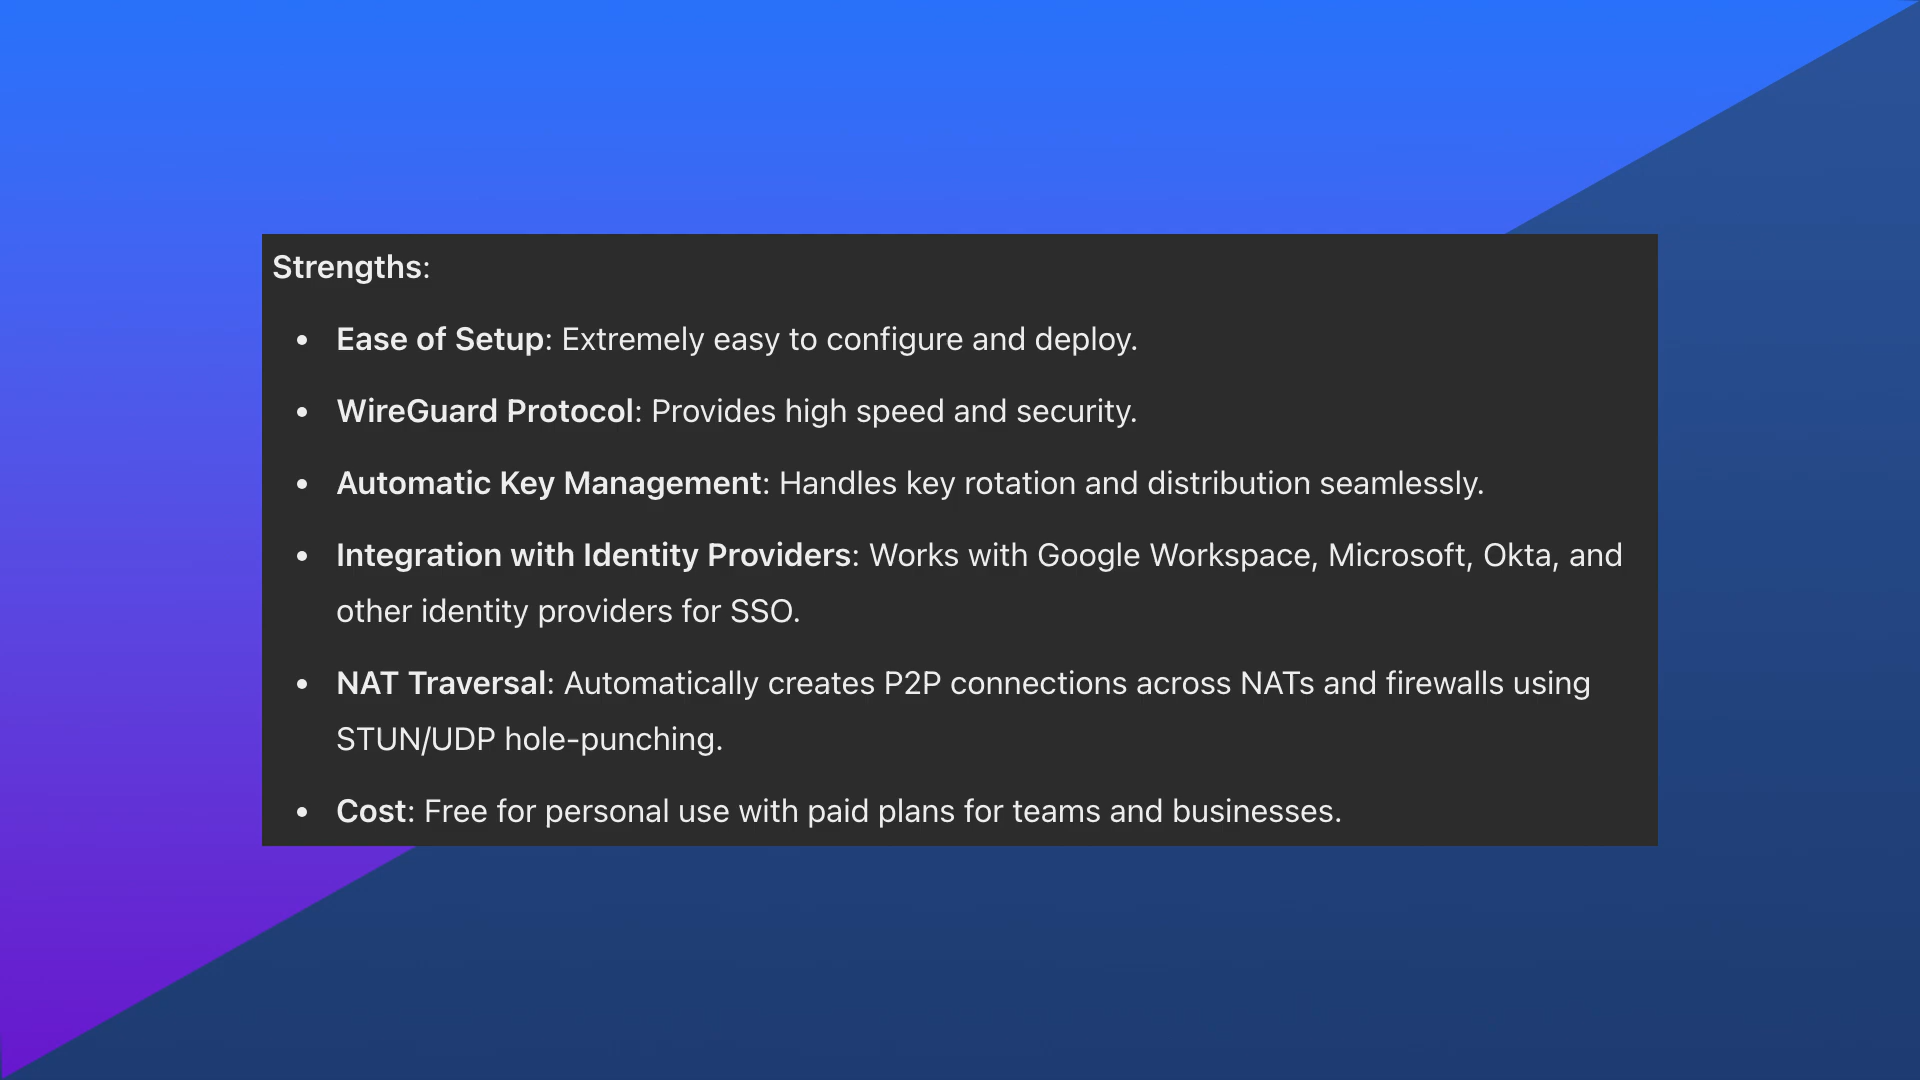 Strengths:
• Ease of Setup: Extremely easy to configure and deploy.
• WireGuard Protocol: Provides high speed and security.
• Automatic Key Management: Handles key rotation and distribution seamlessly.
• Integration with Identity Providers: Works with Google Workspace, Microsoft, Okta, and
other identity providers for SSO.
• NAT Traversal: Automatically creates P2P connections across NATs and firewalls using
STUN/UDP hole-punching.
• Cost: Free for personal use with paid plans for teams and businesses.